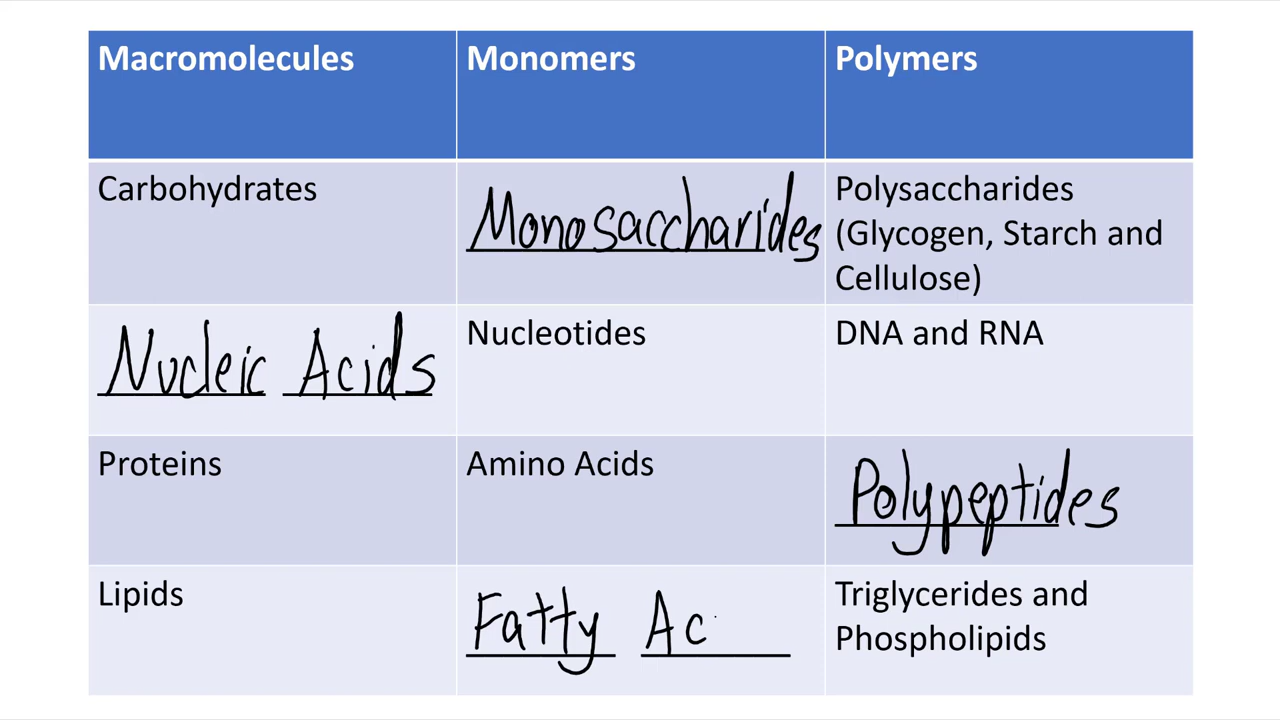 Macromolecules
Monomers
Polymers
Carbohydrates
Monosaccharides
Polysaccharides
(Glycogen, Starch and
Cellulose)
Nucleic Acids
Nucleotides
DNA and RNA
Proteins
Amino Acids
Polypeptides
Lipids
Fatty Ac
Triglycerides and
Phospholipids